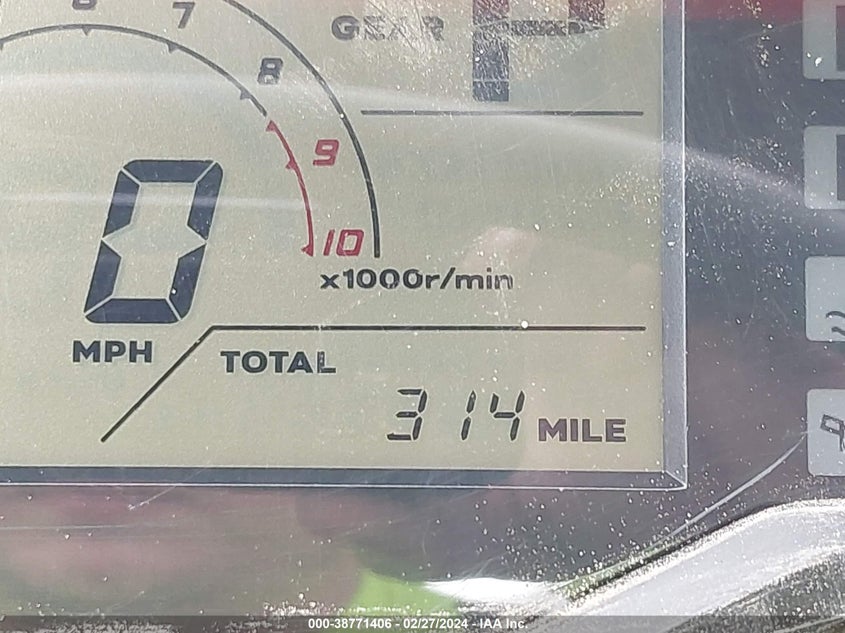 6 7
GEAR
8
9
10
0
x1000r/min
MPH
TOTAL
314 MILE
000-38771406 - 02/27/2024 - IAA Inc.